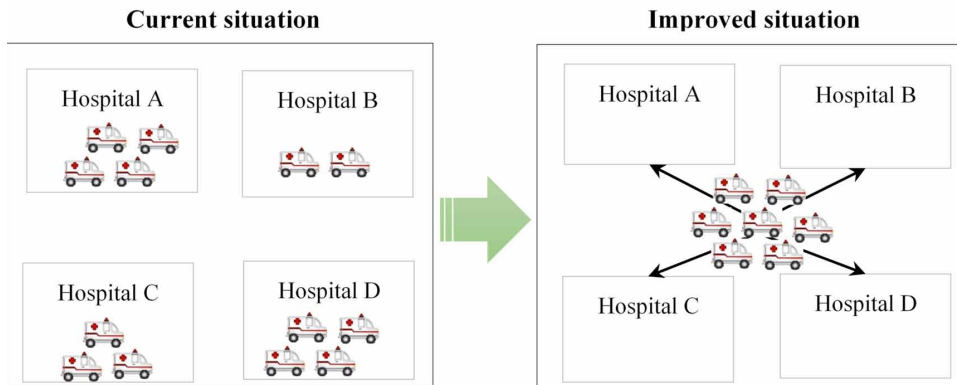 Current situation
Improved situation
Hospital A
Hospital B
Hospital C
Hospital D
Hospital A
Hospital B
Hospital C
Hospital D